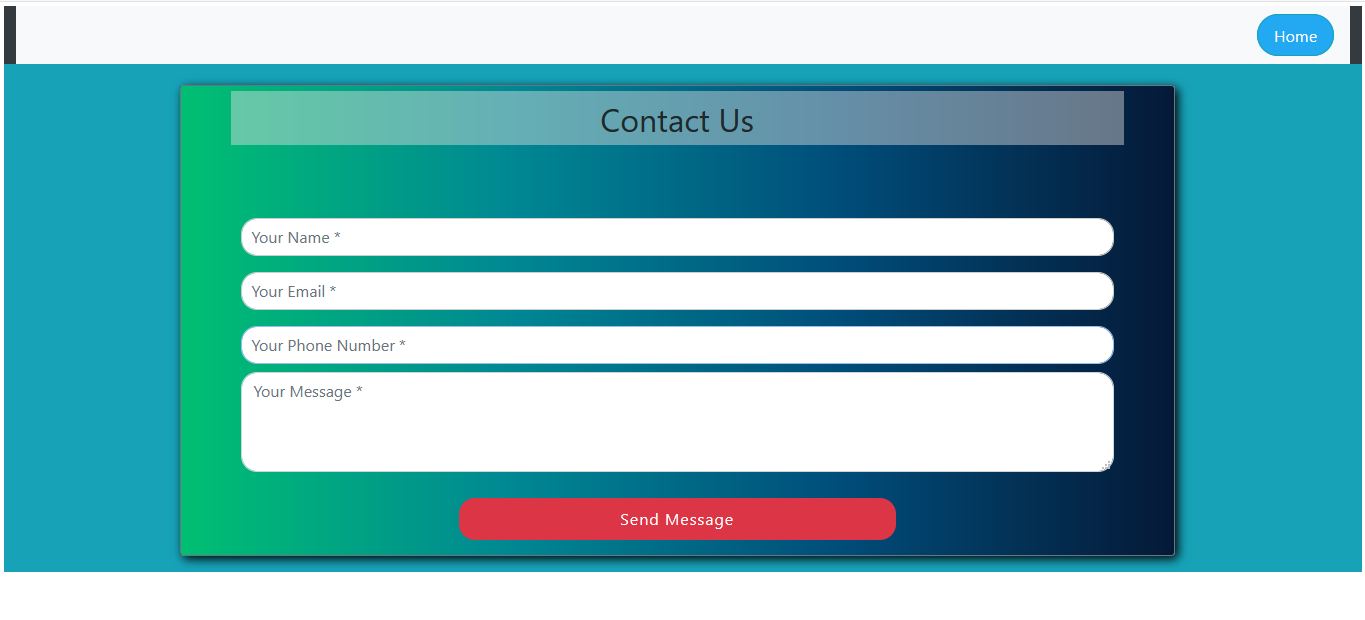 Home
Contact Us
Your Name *
Your Email *
Your Phone Number *
Your Message *
Send Message